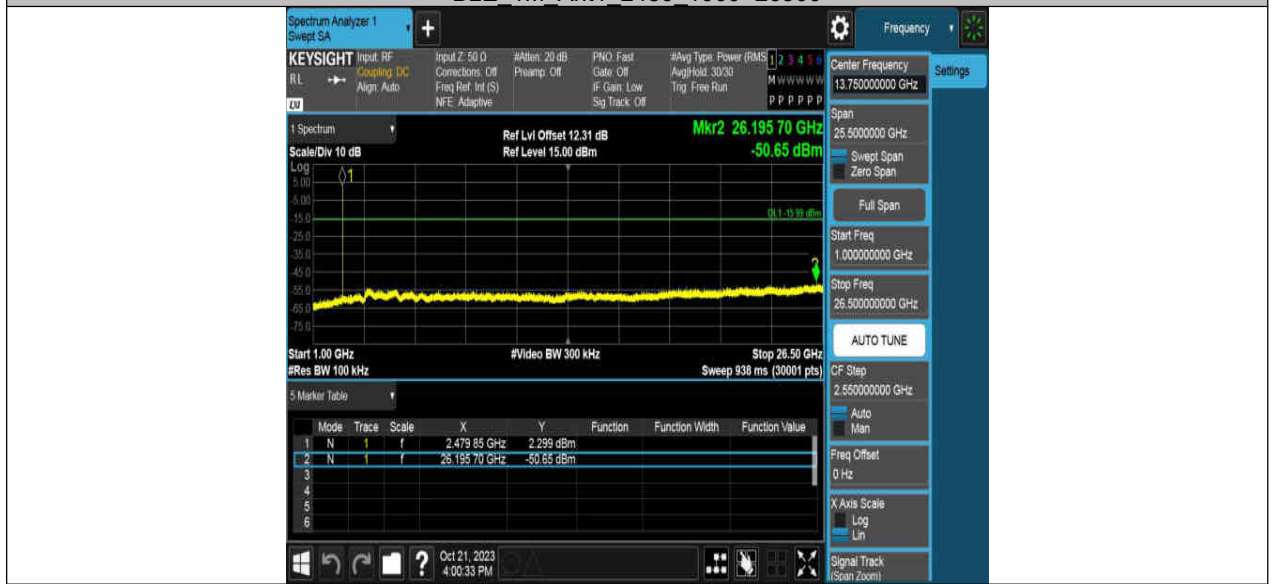 Spectrum Analyzer 1
Swept SA
+
Frequency
KEYSIGHT
RL
LXI
Input: RF
Coupling: DC
Align: Auto
Input Z: 50 Ω
Corrections: Off
Freq Ref: Int (S)
NFE: Adaptive
#Atten: 20 dB
Preamp: Off
PNO: Fast
Gate: Off
IF Gain: Low
Sig Track: Off
#Avg Type: Power (RMS
Avg|Hold: 30/30
Trig: Free Run
1 2 3 4 5 6
M W W W W W
P P P P P P
1 Spectrum
Scale/Div 10 dB
Ref Lvl Offset 12.31 dB
Ref Level 15.00 dBm
Mkr2 26.195 70 GHz
-50.65 dBm
Log
5.00
-5.00
-15.0
-25.0
-35.0
-45.0
-55.0
-65.0
-75.0
1
DL1 -15.99 dBm
2
Start 1.00 GHz
#Res BW 100 kHz
#Video BW 300 kHz
Stop 26.50 GHz
Sweep 938 ms (30001 pts)
5 Marker Table
Mode Trace Scale X Y Function Function Width Function Value
1 N 1 f 2.479 85 GHz 2.299 dBm
2 N 1 f 26.195 70 GHz -50.65 dBm
3
4
5
6
?
Oct 21, 2023
4:00:33 PM
Center Frequency
13.750000000 GHz
Settings
Span
25.5000000 GHz
Swept Span
Zero Span
Full Span
Start Freq
1.000000000 GHz
Stop Freq
26.500000000 GHz
AUTO TUNE
CF Step
2.550000000 GHz
Auto
Man
Freq Offset
0 Hz
X Axis Scale
Log
Lin
Signal Track
(Span Zoom)